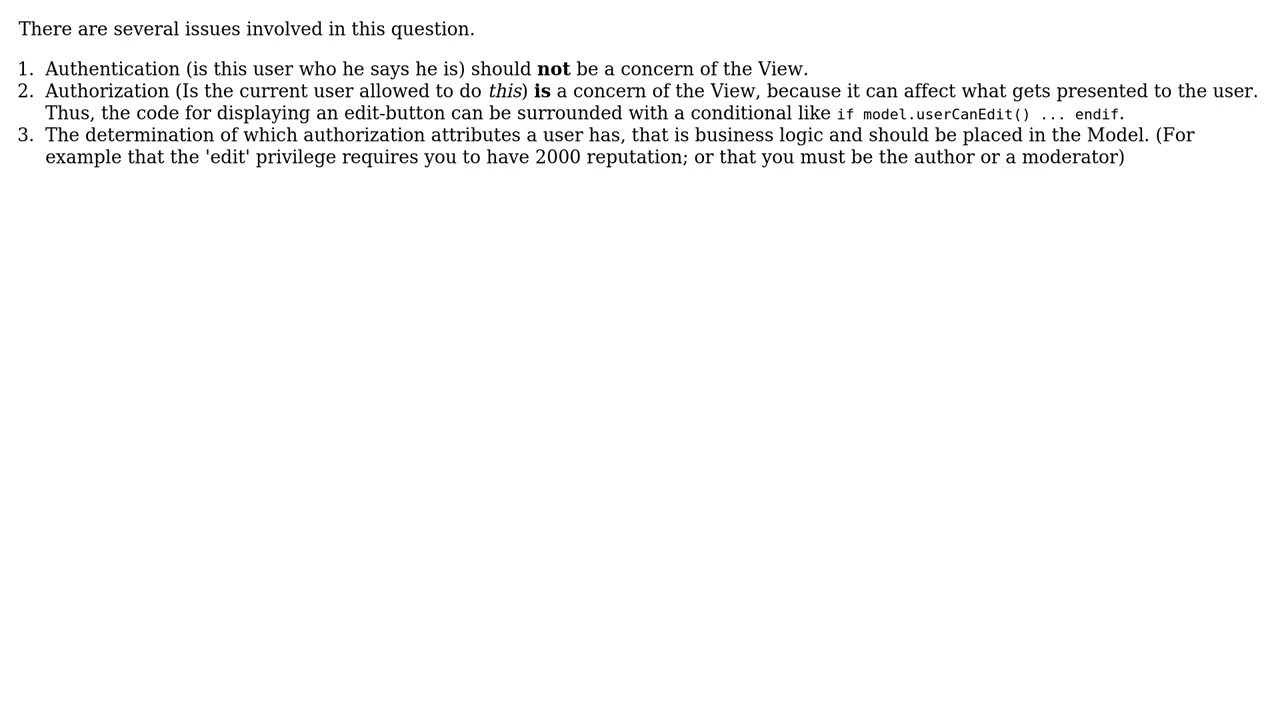 There are several issues involved in this question.
1. Authentication (is this user who he says he is) should not be a concern of the View.
2. Authorization (Is the current user allowed to do this) is a concern of the View, because it can affect what gets presented to the user.
Thus, the code for displaying an edit-button can be surrounded with a conditional like if model.userCanEdit() ... endif.
3. The determination of which authorization attributes a user has, that is business logic and should be placed in the Model. (For
example that the 'edit' privilege requires you to have 2000 reputation; or that you must be the author or a moderator)